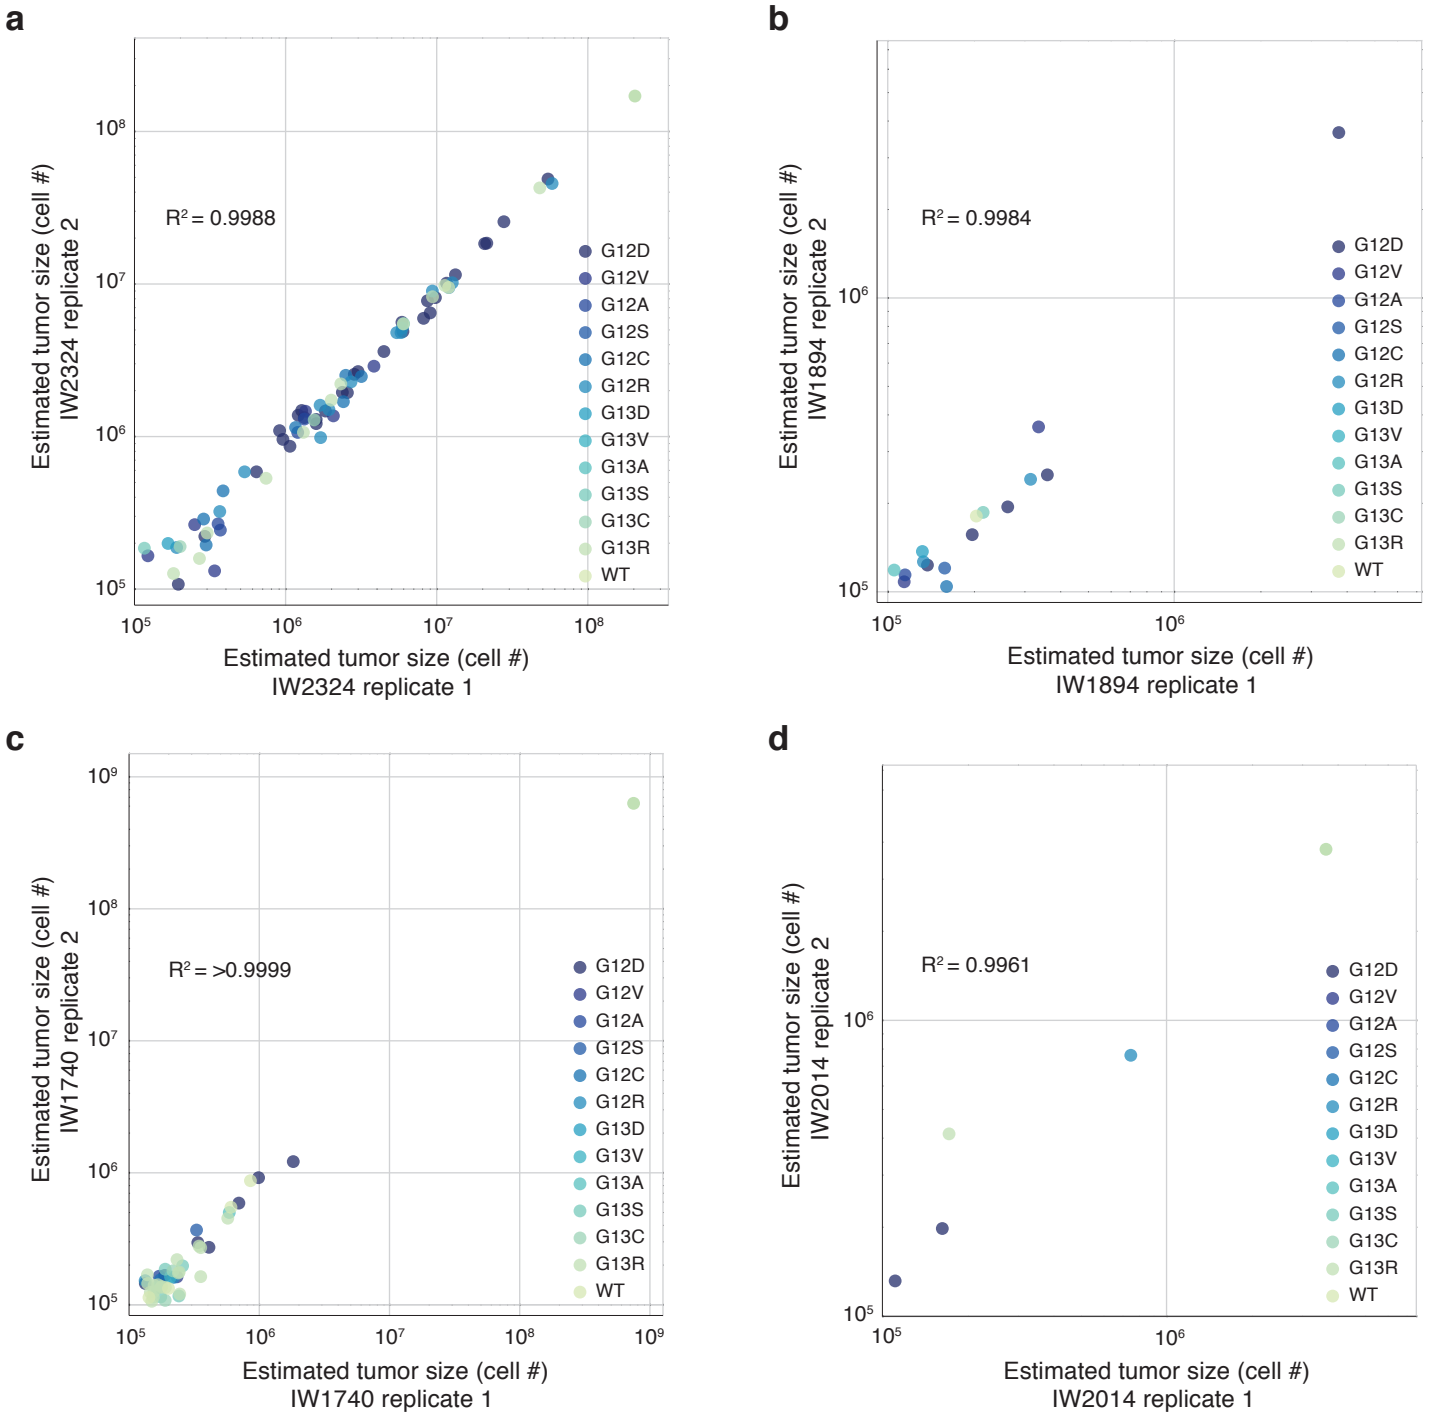 a
Estimated tumor size (cell #)
IW2324 replicate 2
10⁸
10⁷
10⁶
10⁵
R² = 0.9988
G12D
G12V
G12A
G12S
G12C
G12R
G13D
G13V
G13A
G13S
G13C
G13R
WT
10⁵ 10⁶ 10⁷ 10⁸
Estimated tumor size (cell #)
IW2324 replicate 1
b
Estimated tumor size (cell #)
IW1894 replicate 2
10⁶
10⁵
R² = 0.9984
G12D
G12V
G12A
G12S
G12C
G12R
G13D
G13V
G13A
G13S
G13C
G13R
WT
10⁵ 10⁶
Estimated tumor size (cell #)
IW1894 replicate 1
c
Estimated tumor size (cell #)
IW1740 replicate 2
10⁹
10⁸
10⁷
10⁶
10⁵
R² = >0.9999
G12D
G12V
G12A
G12S
G12C
G12R
G13D
G13V
G13A
G13S
G13C
G13R
WT
10⁵ 10⁶ 10⁷ 10⁸ 10⁹
Estimated tumor size (cell #)
IW1740 replicate 1
d
Estimated tumor size (cell #)
IW2014 replicate 2
10⁶
10⁵
R² = 0.9961
G12D
G12V
G12A
G12S
G12C
G12R
G13D
G13V
G13A
G13S
G13C
G13R
WT
10⁵ 10⁶
Estimated tumor size (cell #)
IW2014 replicate 1